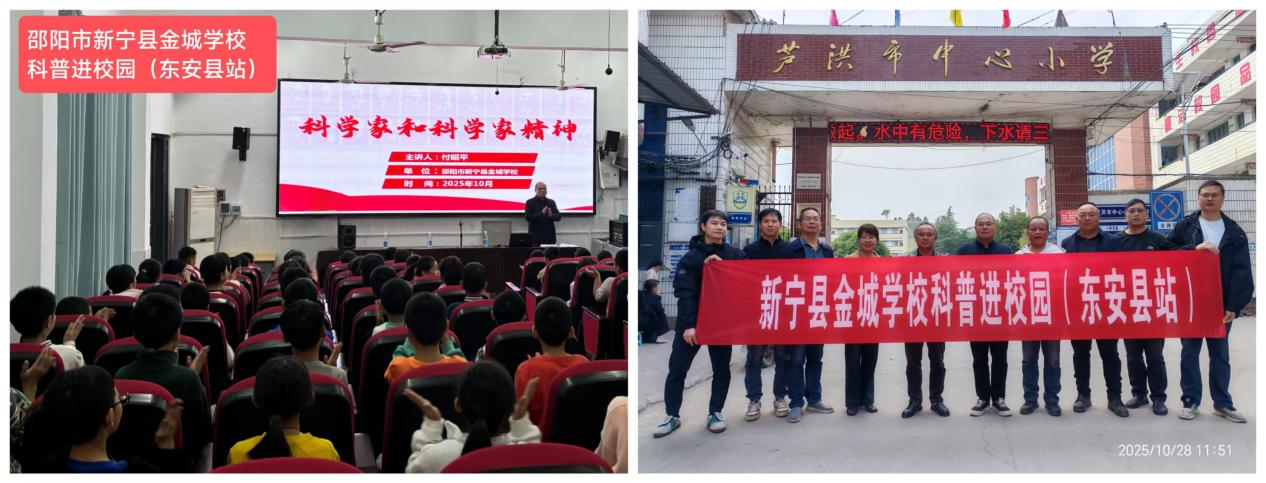 邵阳市新宁县金城学校
科普进校园（东安县站）
科学家和科学家精神
主讲人：付昭平
单 位：邵阳市新宁县金城学校
时 间：2025年10月
芦洪市中心小学
水中有危险，下水请三
新宁县金城学校科普进校园（东安县站）
2025/10/28 11:51